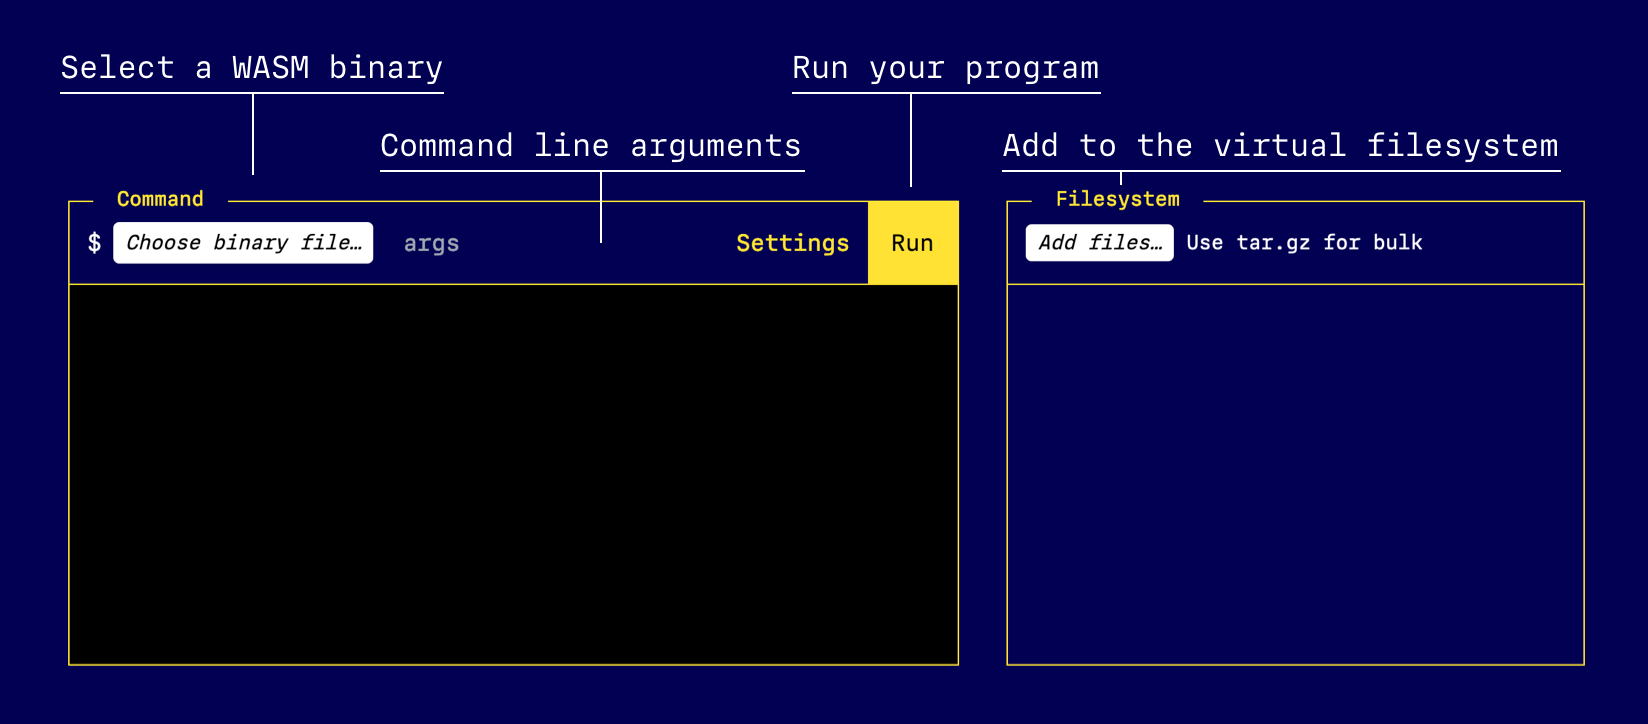 Select a WASM binary
Run your program
Command line arguments
Add to the virtual filesystem
Command
$ Choose binary file… args Settings Run
Filesystem
Add files… Use tar.gz for bulk